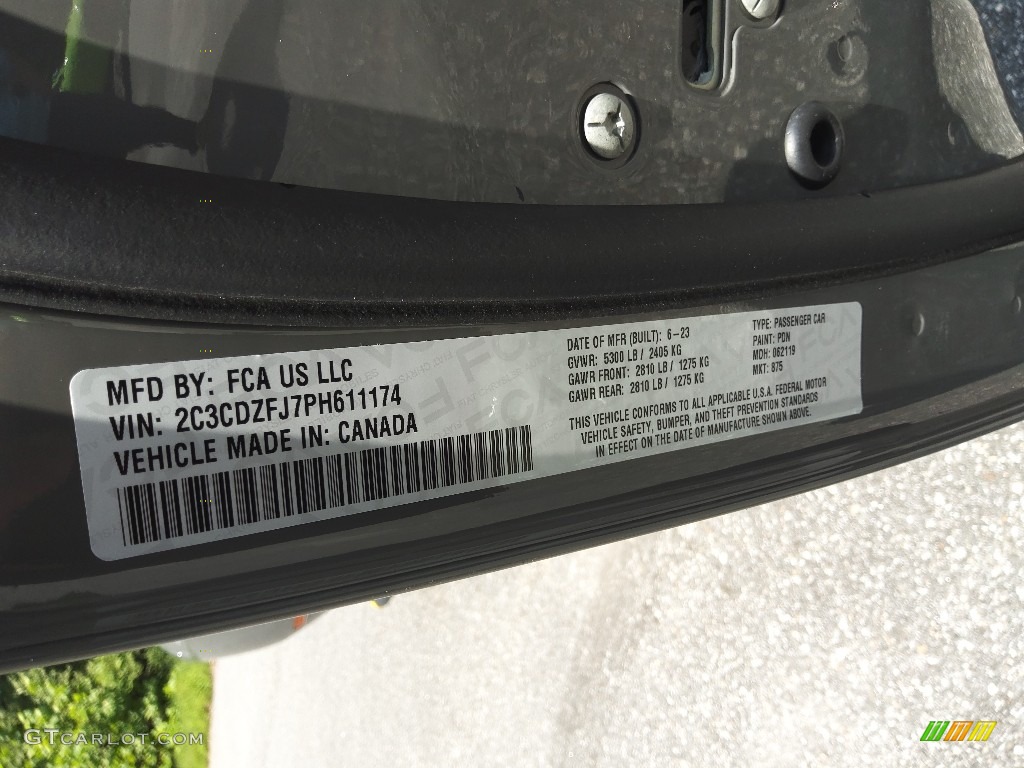 MFD BY: FCA US LLC
VIN: 2C3CDZFJ7PH611174
VEHICLE MADE IN: CANADA
DATE OF MFR (BUILT): 6-23
GVWR: 5300 LB / 2405 KG
GAWR FRONT: 2810 LB / 1275 KG
GAWR REAR: 2810 LB / 1275 KG
TYPE: PASSENGER CAR
PAINT: PDN
MDH: 062119
MKT: 875
THIS VEHICLE CONFORMS TO ALL APPLICABLE U.S.A. FEDERAL MOTOR
VEHICLE SAFETY, BUMPER, AND THEFT PREVENTION STANDARDS
IN EFFECT ON THE DATE OF MANUFACTURE SHOWN ABOVE.
GTCARLOT.COM